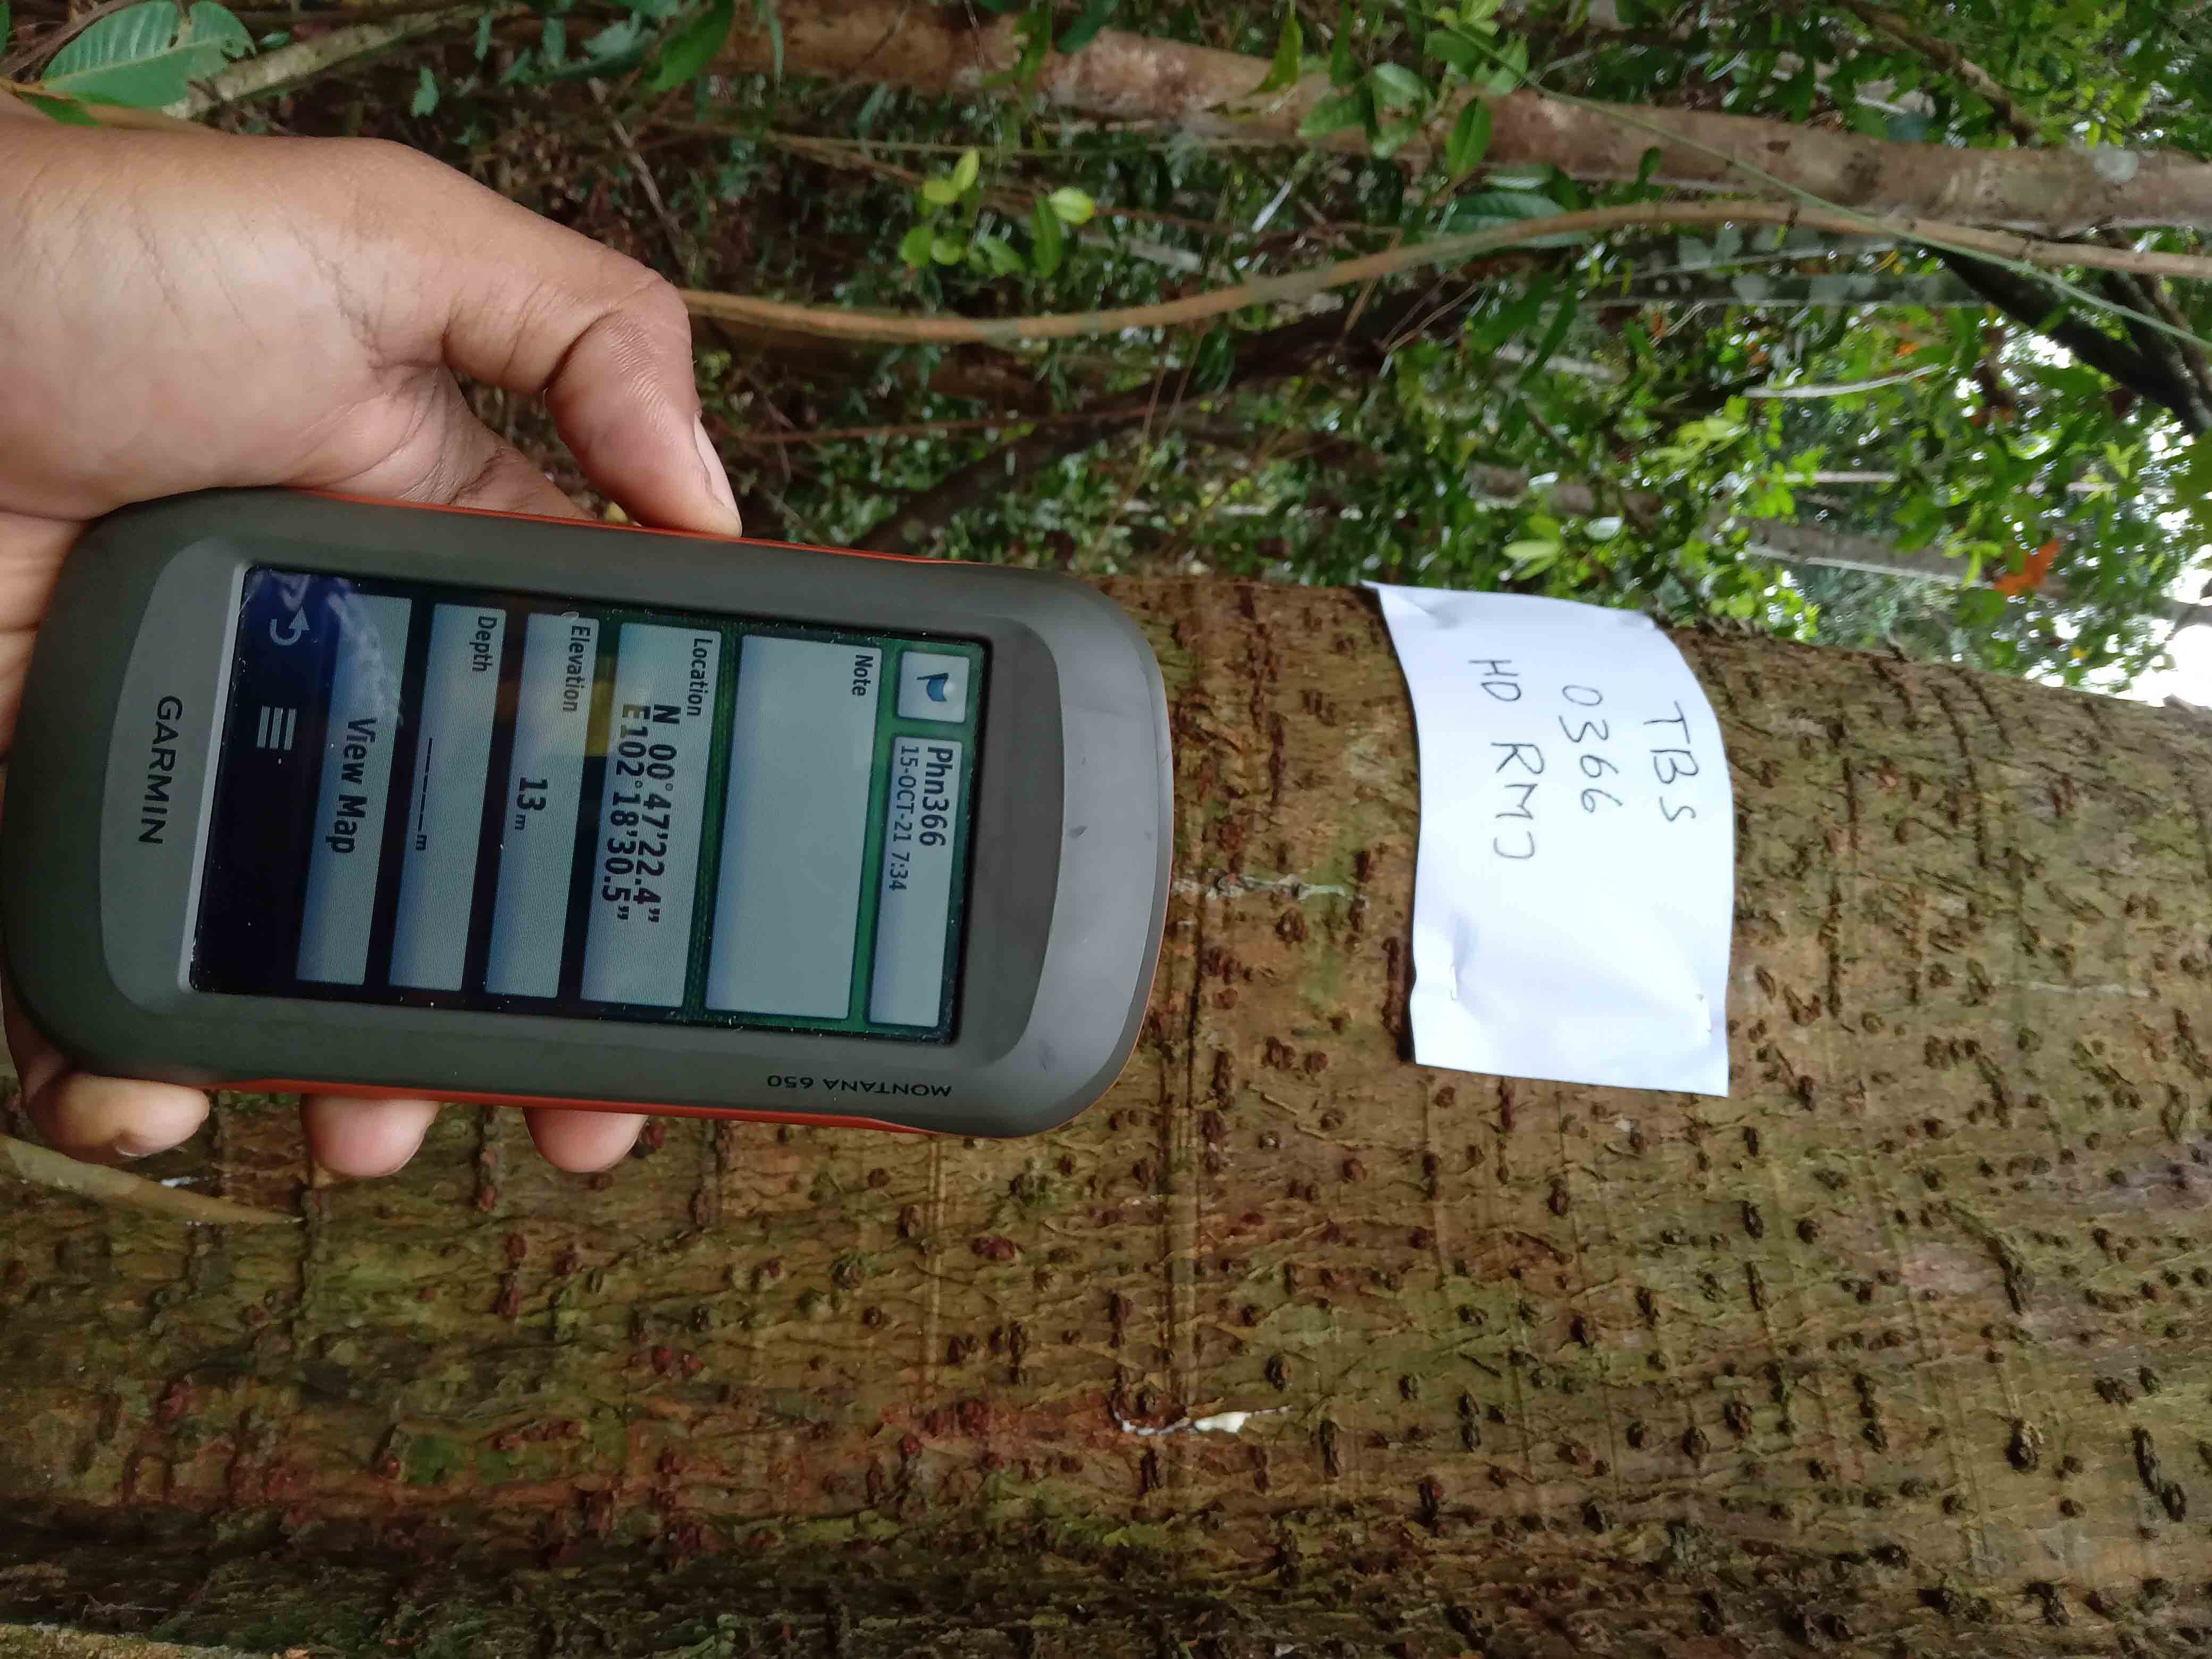 TBS
0366
HD RMJ
MONTANA 650
Phn366
15-OCT-21 7:34
Note
Location
N 00°47'22.4"
E102°18'30.5"
Elevation
13 m
Depth
_____m
View Map
GARMIN